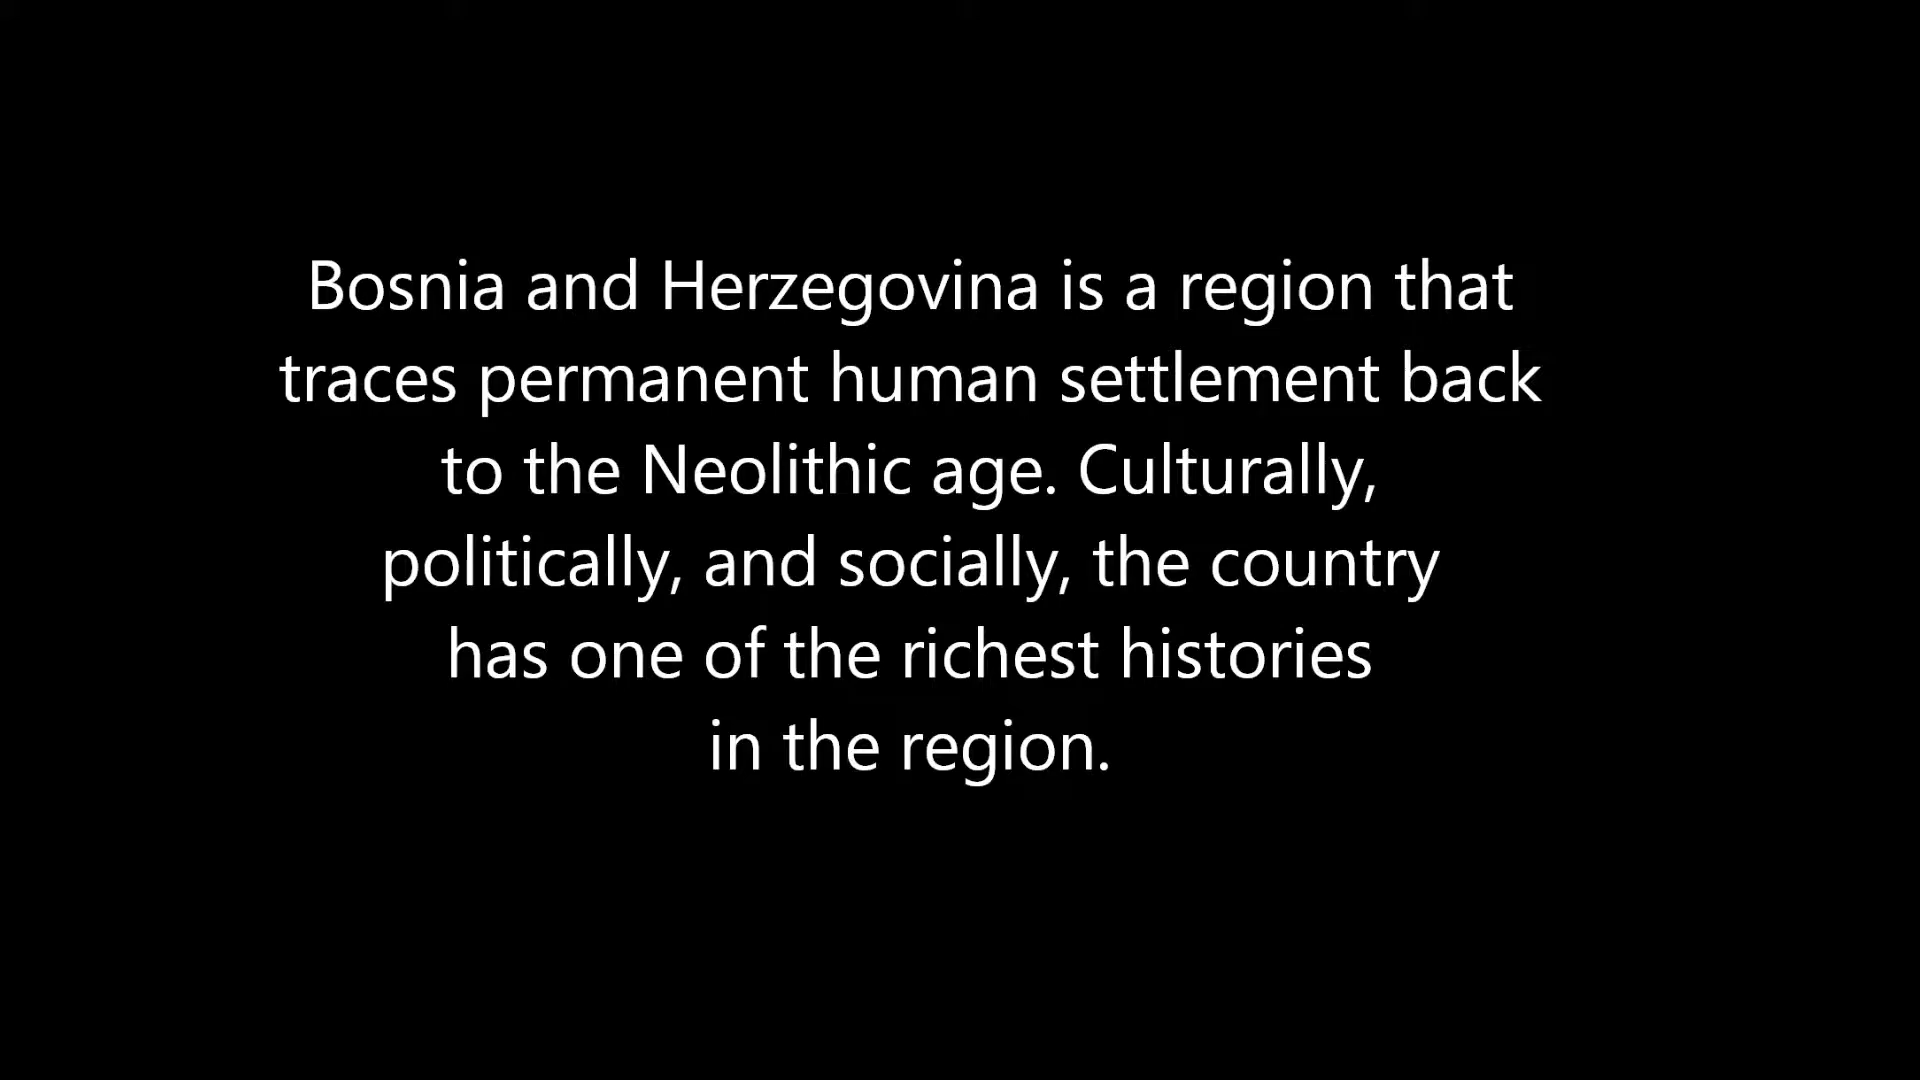 Bosnia and Herzegovina is a region that
traces permanent human settlement back
to the Neolithic age. Culturally,
politically, and socially, the country
has one of the richest histories
in the region.